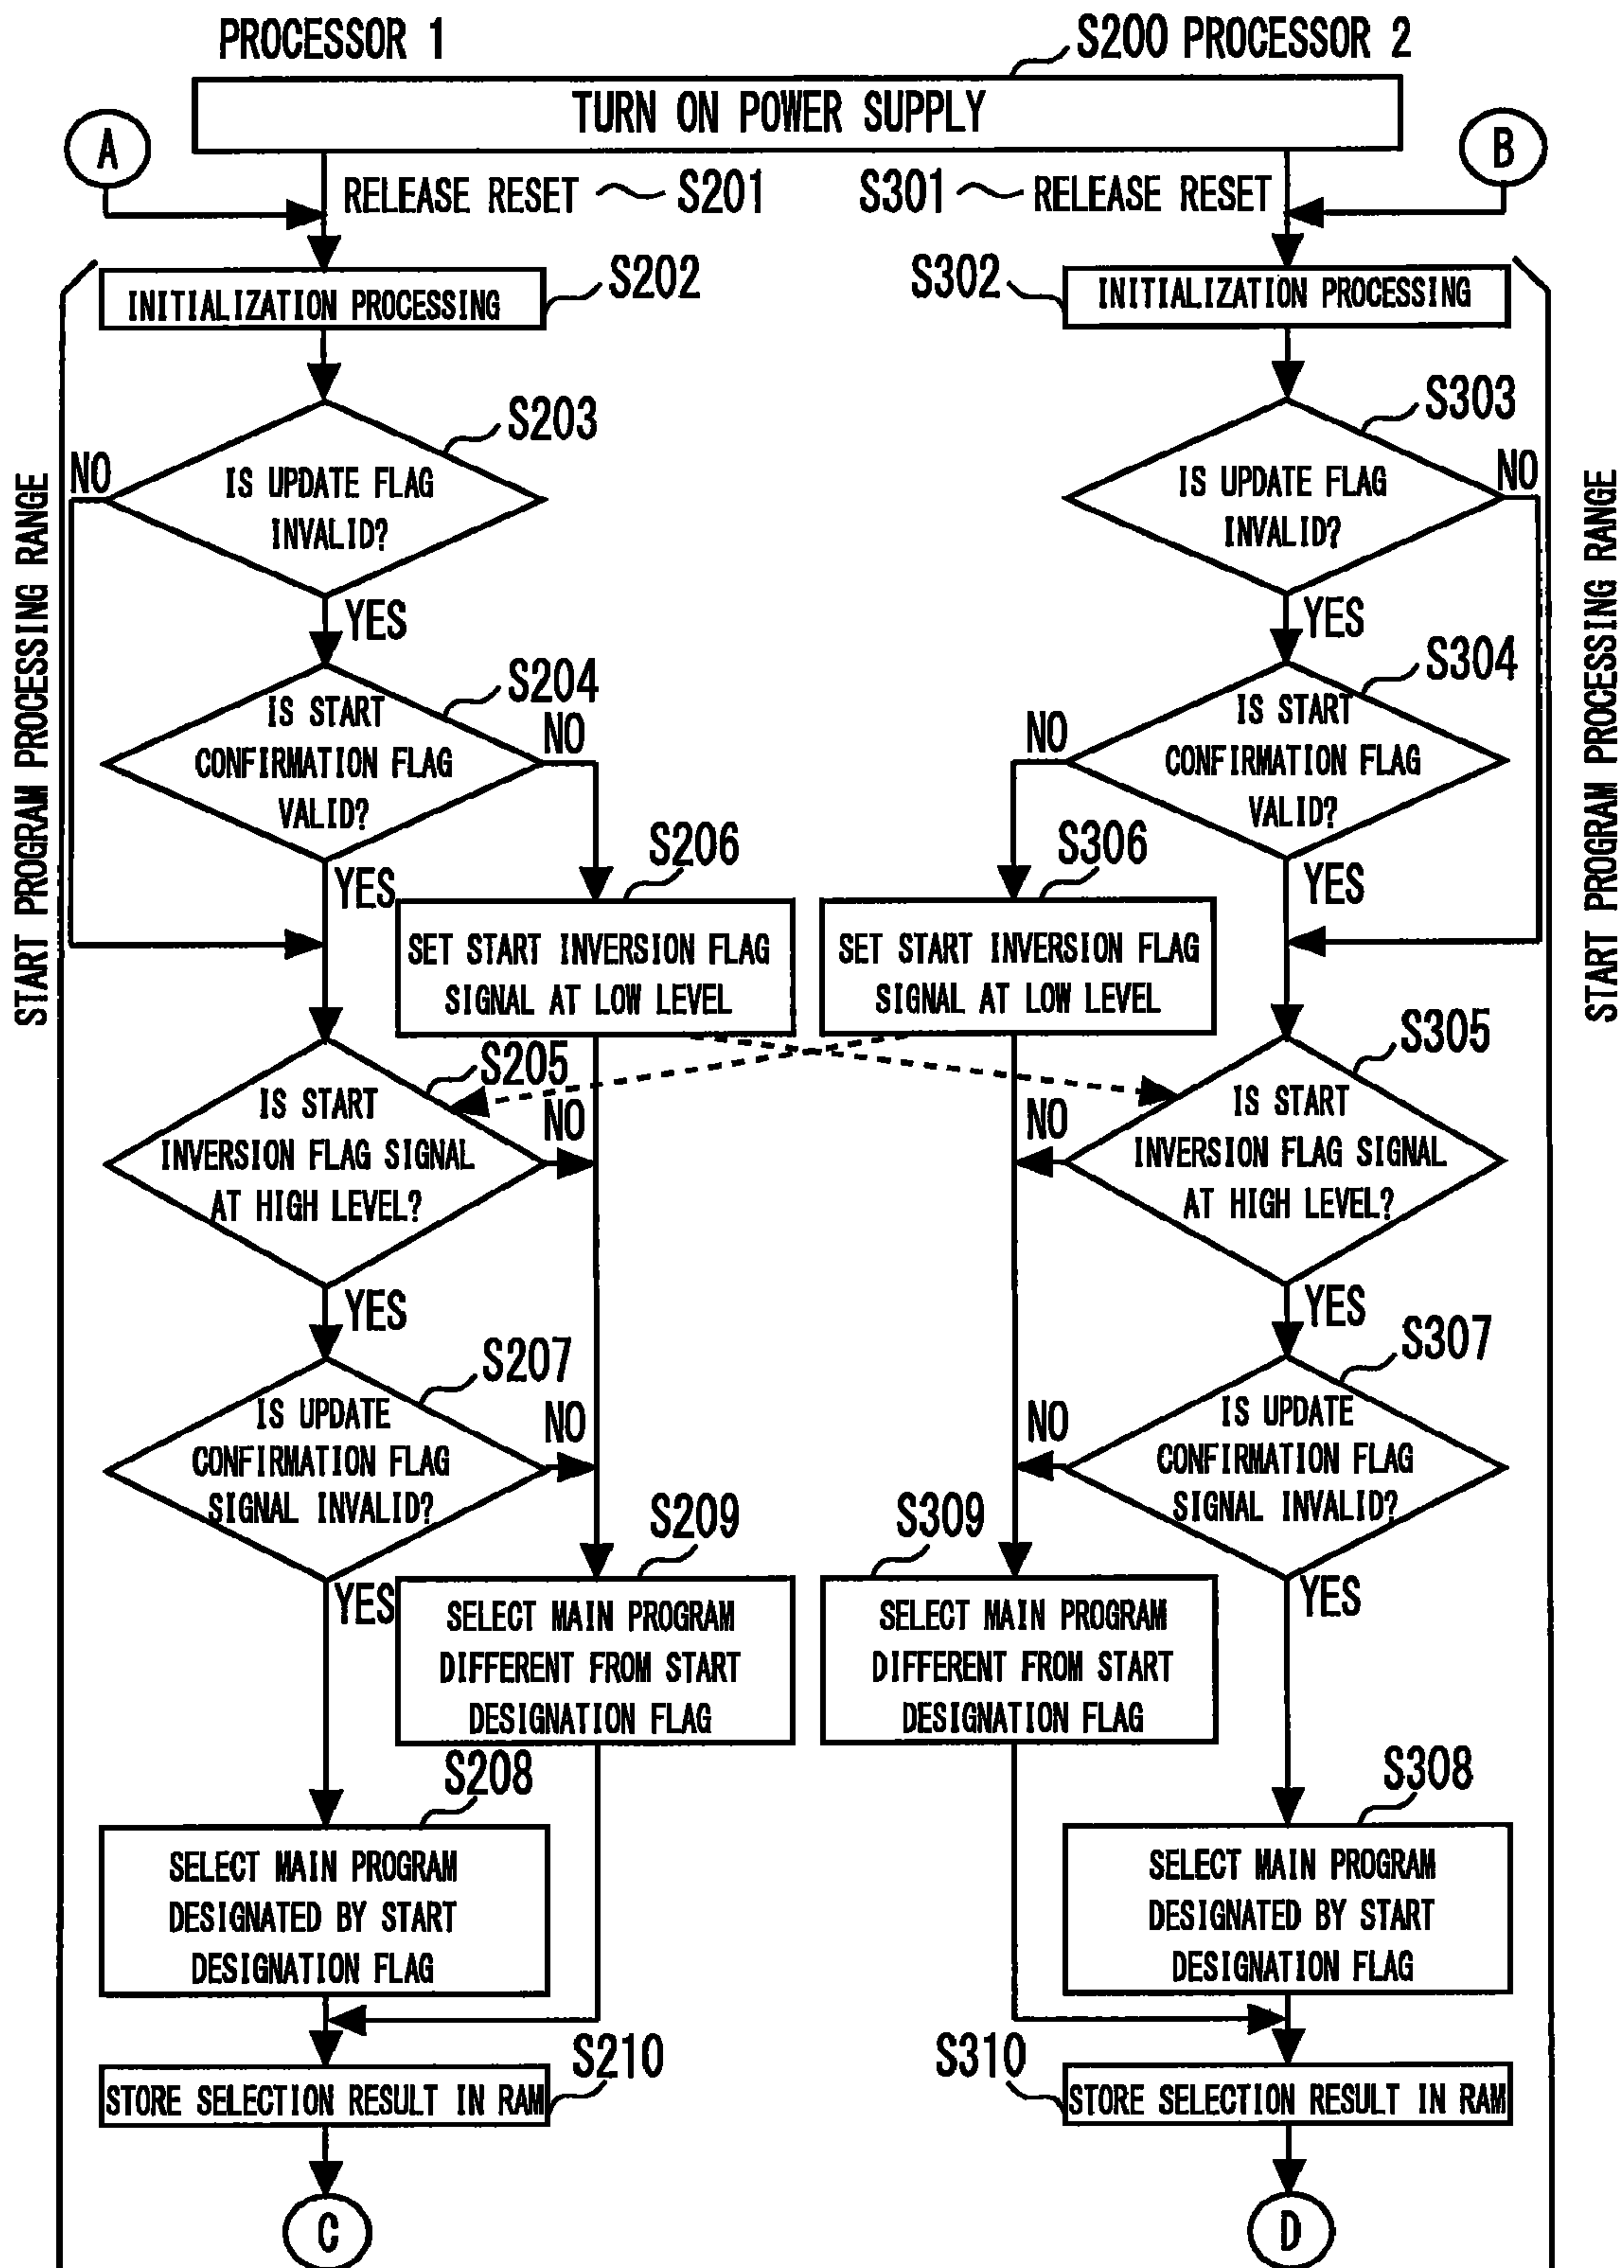 PROCESSOR 1
S200 PROCESSOR 2
TURN ON POWER SUPPLY
A
B
RELEASE RESET
S201
S301
RELEASE RESET
INITIALIZATION PROCESSING
S202
S302
INITIALIZATION PROCESSING
START PROGRAM PROCESSING RANGE
START PROGRAM PROCESSING RANGE
S203
NO
IS UPDATE FLAG
INVALID?
YES
S303
NO
IS UPDATE FLAG
INVALID?
YES
S204
IS START
CONFIRMATION FLAG
VALID?
NO
YES
S304
IS START
CONFIRMATION FLAG
VALID?
NO
YES
S206
SET START INVERSION FLAG
SIGNAL AT LOW LEVEL
S306
SET START INVERSION FLAG
SIGNAL AT LOW LEVEL
S205
IS START
INVERSION FLAG SIGNAL
AT HIGH LEVEL?
NO
YES
S305
IS START
INVERSION FLAG SIGNAL
AT HIGH LEVEL?
NO
YES
S207
IS UPDATE
CONFIRMATION FLAG
SIGNAL INVALID?
NO
YES
S307
IS UPDATE
CONFIRMATION FLAG
SIGNAL INVALID?
NO
YES
S209
SELECT MAIN PROGRAM
DIFFERENT FROM START
DESIGNATION FLAG
S309
SELECT MAIN PROGRAM
DIFFERENT FROM START
DESIGNATION FLAG
S208
SELECT MAIN PROGRAM
DESIGNATED BY START
DESIGNATION FLAG
S308
SELECT MAIN PROGRAM
DESIGNATED BY START
DESIGNATION FLAG
S210
STORE SELECTION RESULT IN RAM
S310
STORE SELECTION RESULT IN RAM
C
D